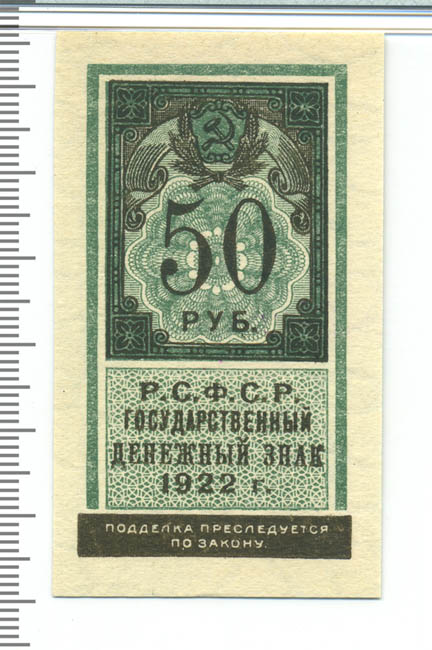 50
РУБ.
Р.С.Ф.С.Р.
ГОСУДАРСТВЕННЫЙ
ДЕНЕЖНЫЙ ЗНАК
1922 г.
ПОДДЕЛКА ПРЕСЛЕДУЕТСЯ
ПО ЗАКОНУ.